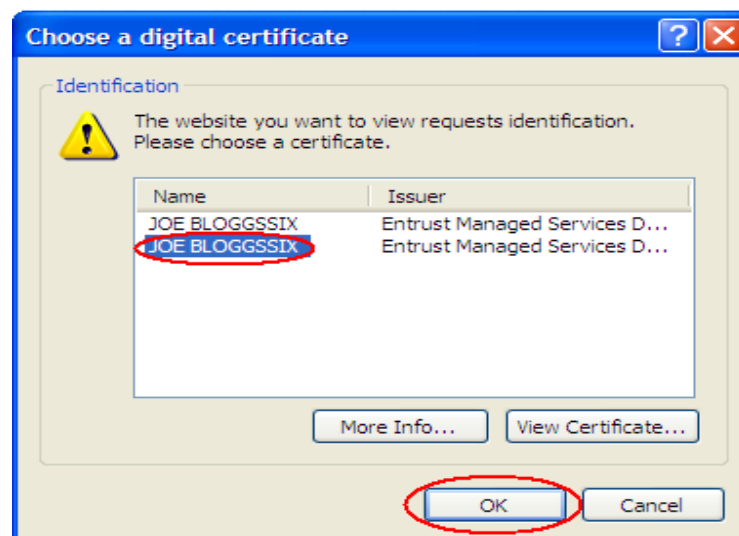 Choose a digital certificate
Identification
The website you want to view requests identification.
Please choose a certificate.
Name Issuer
JOE BLOGGSSIX Entrust Managed Services D...
JOE BLOGGSSIX Entrust Managed Services D...
More Info... View Certificate...
OK Cancel